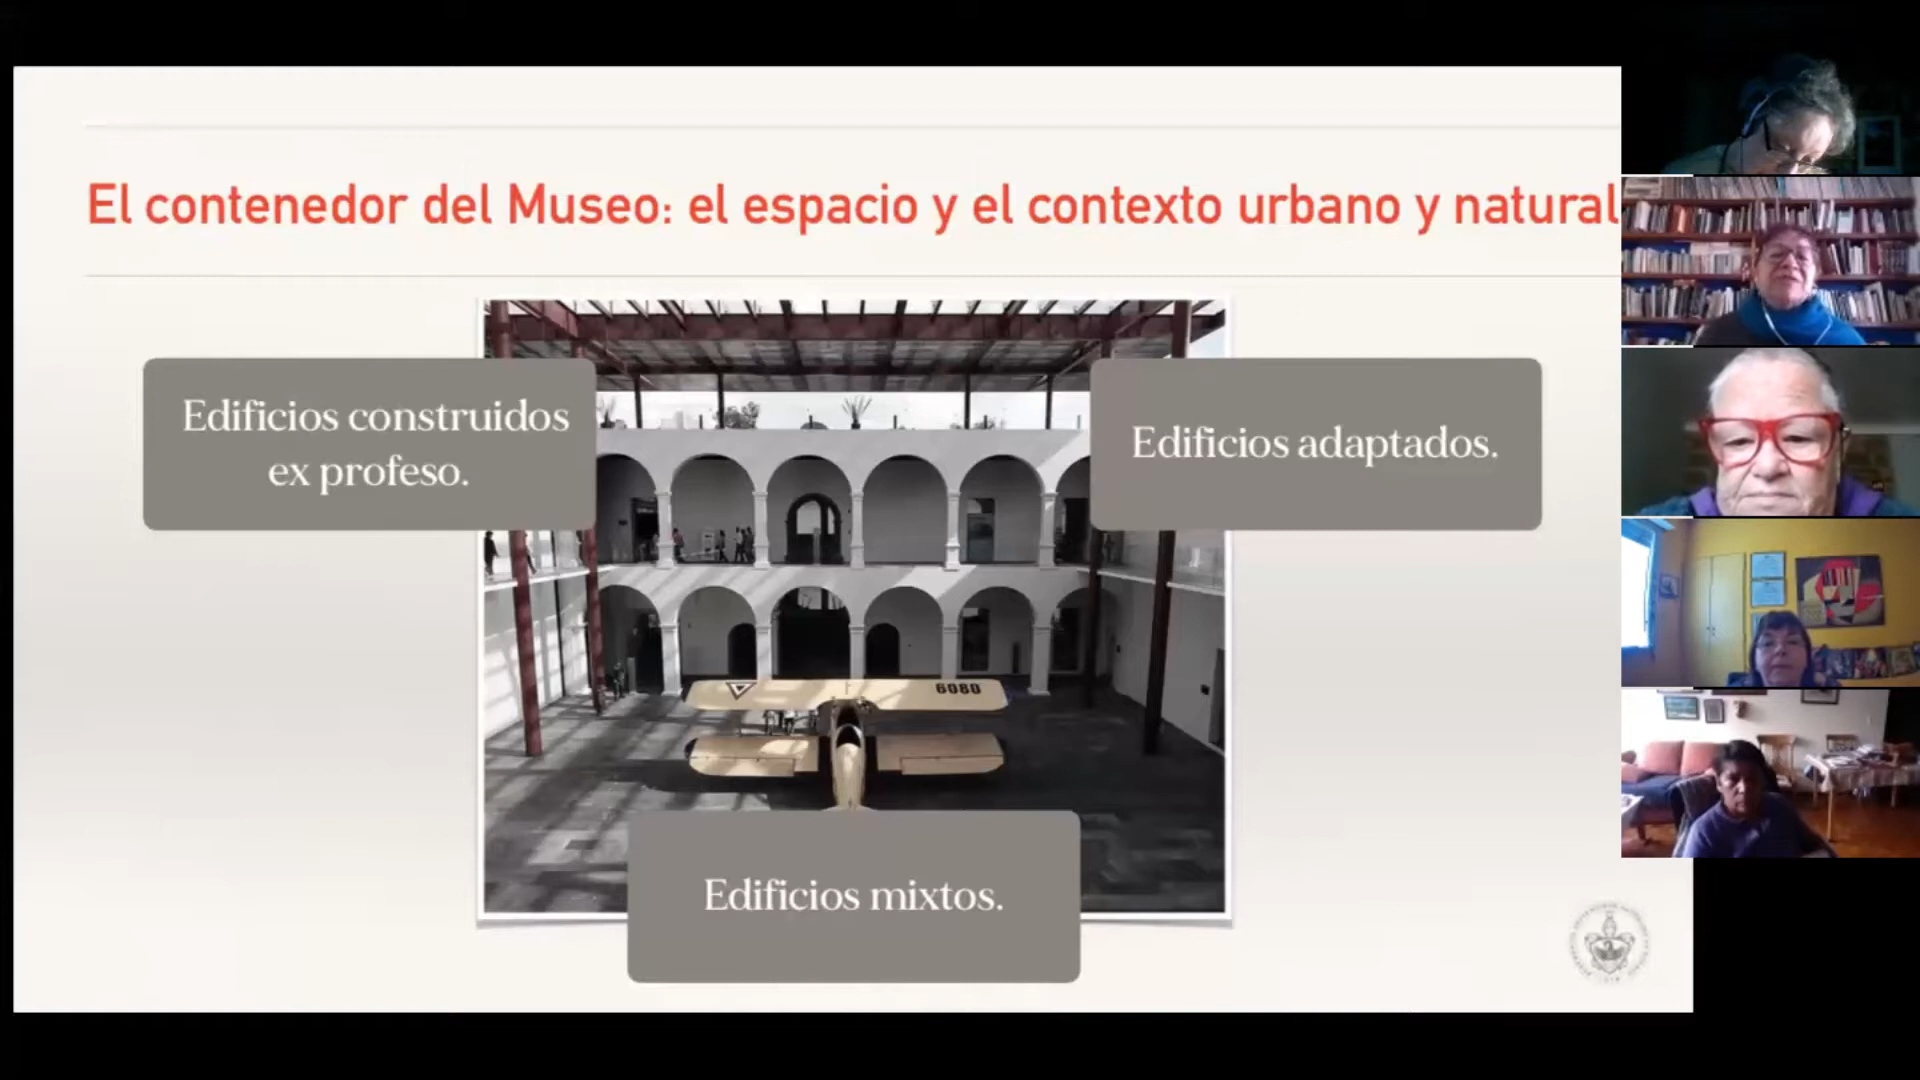 El contenedor del Museo: el espacio y el contexto urbano y natural
Edificios construidos
ex profeso.
Edificios adaptados.
6080
Edificios mixtos.